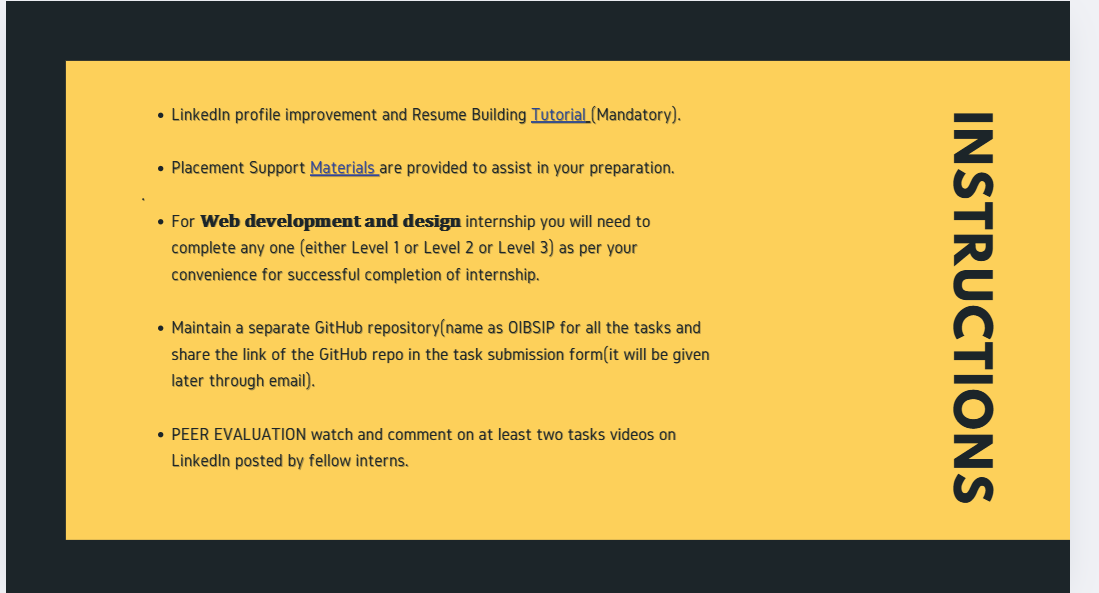 • LinkedIn profile improvement and Resume Building Tutorial (Mandatory).
• Placement Support Materials are provided to assist in your preparation.
• For Web development and design internship you will need to
complete any one (either Level 1 or Level 2 or Level 3) as per your
convenience for successful completion of internship.
• Maintain a separate GitHub repository(name as OIBSIP for all the tasks and
share the link of the GitHub repo in the task submission form(it will be given
later through email).
• PEER EVALUATION watch and comment on at least two tasks videos on
LinkedIn posted by fellow interns.
INSTRUCTIONS